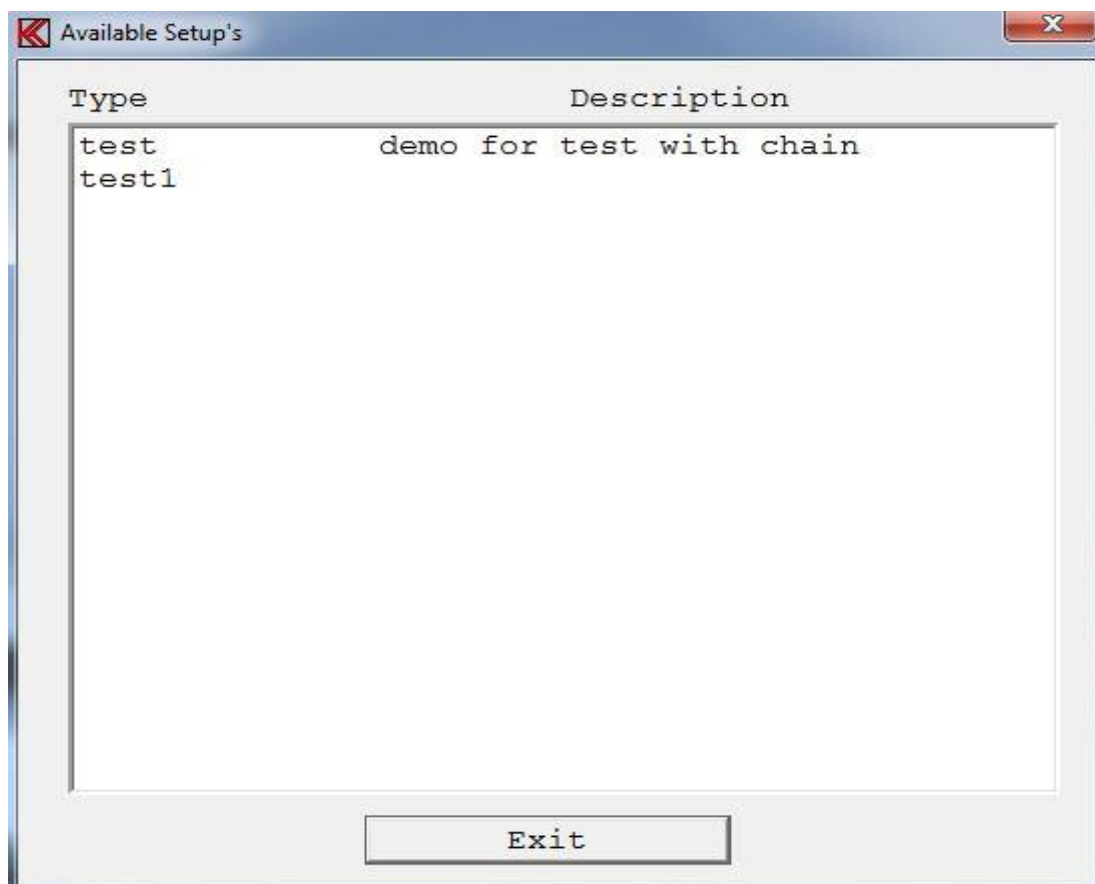 Available Setup's
Type Description
test demo for test with chain
test1
Exit